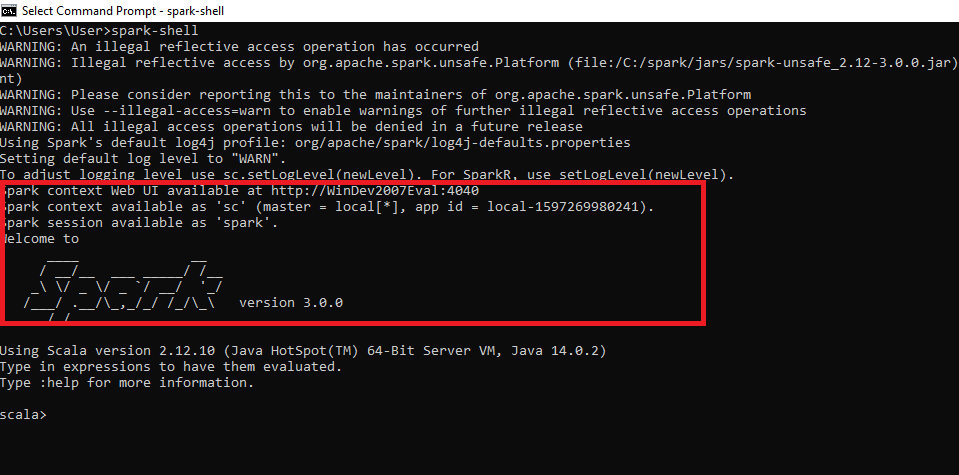 Select Command Prompt - spark-shell
C:\Users\User>spark-shell
WARNING: An illegal reflective access operation has occurred
WARNING: Illegal reflective access by org.apache.spark.unsafe.Platform (file:/C:/spark/jars/spark-unsafe_2.12-3.0.0.jar)
nt)
WARNING: Please consider reporting this to the maintainers of org.apache.spark.unsafe.Platform
WARNING: Use --illegal-access=warn to enable warnings of further illegal reflective access operations
WARNING: All illegal access operations will be denied in a future release
Using Spark's default log4j profile: org/apache/spark/log4j-defaults.properties
Setting default log level to "WARN".
To adjust logging level use sc.setLogLevel(newLevel). For SparkR, use setLogLevel(newLevel).
Spark context Web UI available at http://WinDev2007Eval:4040
Spark context available as 'sc' (master = local[*], app id = local-1597269980241).
Spark session available as 'spark'.
Welcome to
Spark version 3.0.0
Using Scala version 2.12.10 (Java HotSpot(TM) 64-Bit Server VM, Java 14.0.2)
Type in expressions to have them evaluated.
Type :help for more information.
scala>